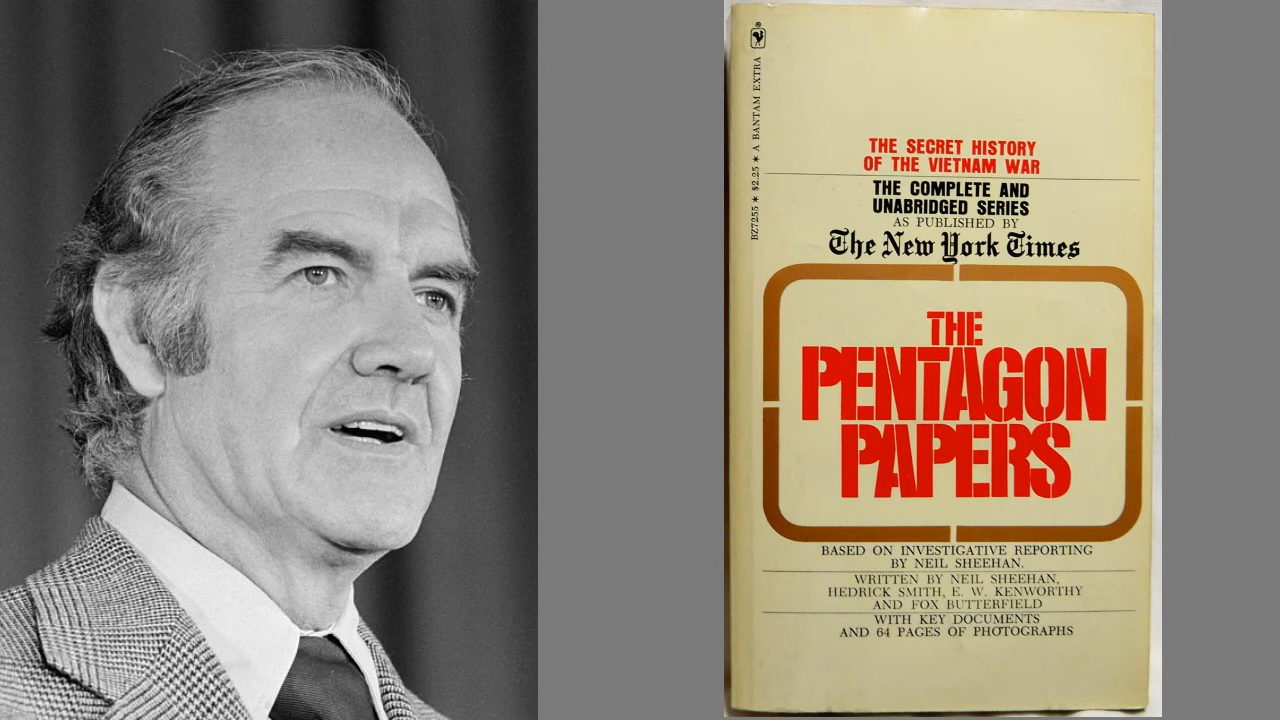 BZ7255 * $2.25 * A BANTAM EXTRA
THE SECRET HISTORY
OF THE VIETNAM WAR
THE COMPLETE AND
UNABRIDGED SERIES
AS PUBLISHED BY
The New York Times
THE
PENTAGON
PAPERS
BASED ON INVESTIGATIVE REPORTING
BY NEIL SHEEHAN.
WRITTEN BY NEIL SHEEHAN,
HEDRICK SMITH, E. W. KENWORTHY
AND FOX BUTTERFIELD
WITH KEY DOCUMENTS
AND 64 PAGES OF PHOTOGRAPHS